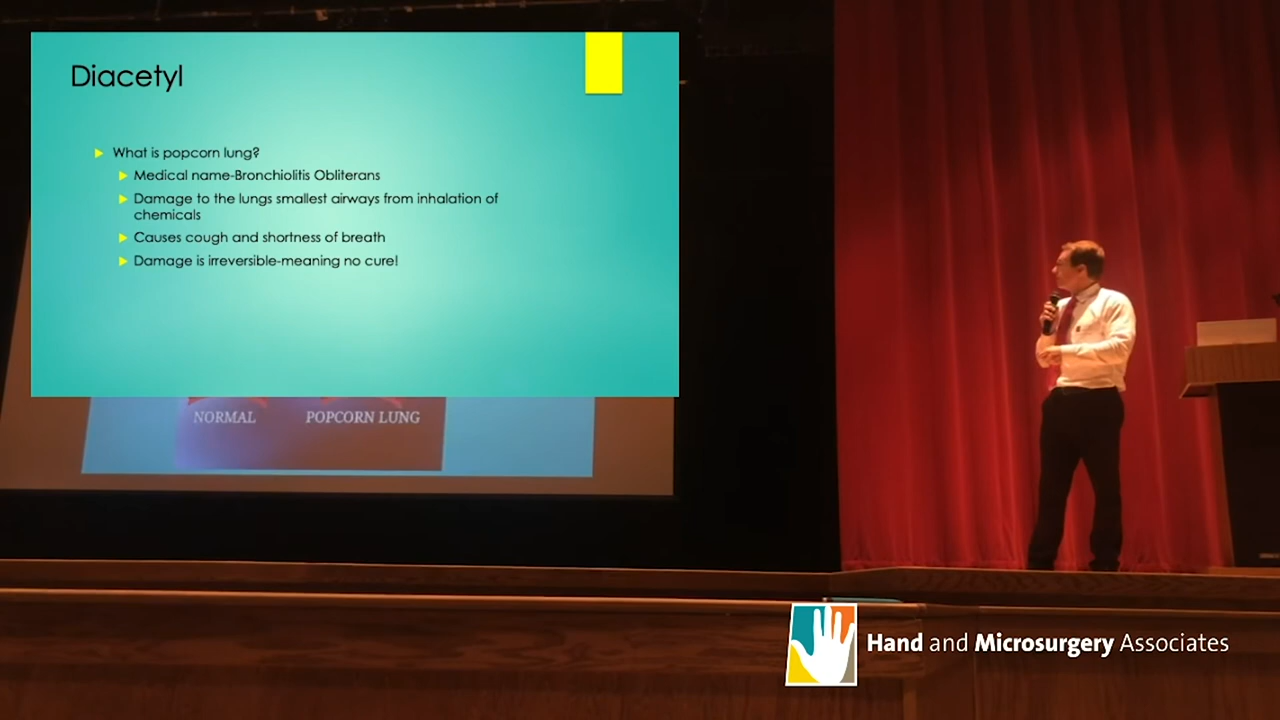 Diacetyl
What is popcorn lung?
Medical name-Bronchiolitis Obliterans
Damage to the lungs smallest airways from inhalation of
chemicals
Causes cough and shortness of breath
Damage is irreversible-meaning no cure!
NORMAL POPCORN LUNG
Hand and Microsurgery Associates